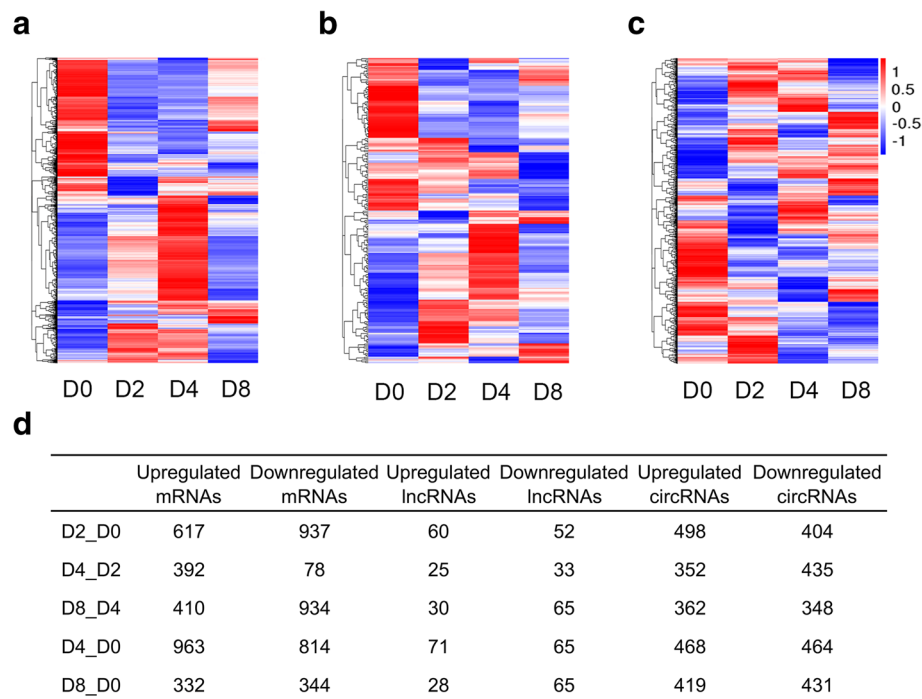 a b c
1
0.5
0
-0.5
-1
D0 D2 D4 D8 D0 D2 D4 D8 D0 D2 D4 D8
d
Upregulated Downregulated Upregulated Downregulated Upregulated Downregulated
mRNAs mRNAs lncRNAs lncRNAs circRNAs circRNAs
D2_D0 617 937 60 52 498 404
D4_D2 392 78 25 33 352 435
D8_D4 410 934 30 65 362 348
D4_D0 963 814 71 65 468 464
D8_D0 332 344 28 65 419 431